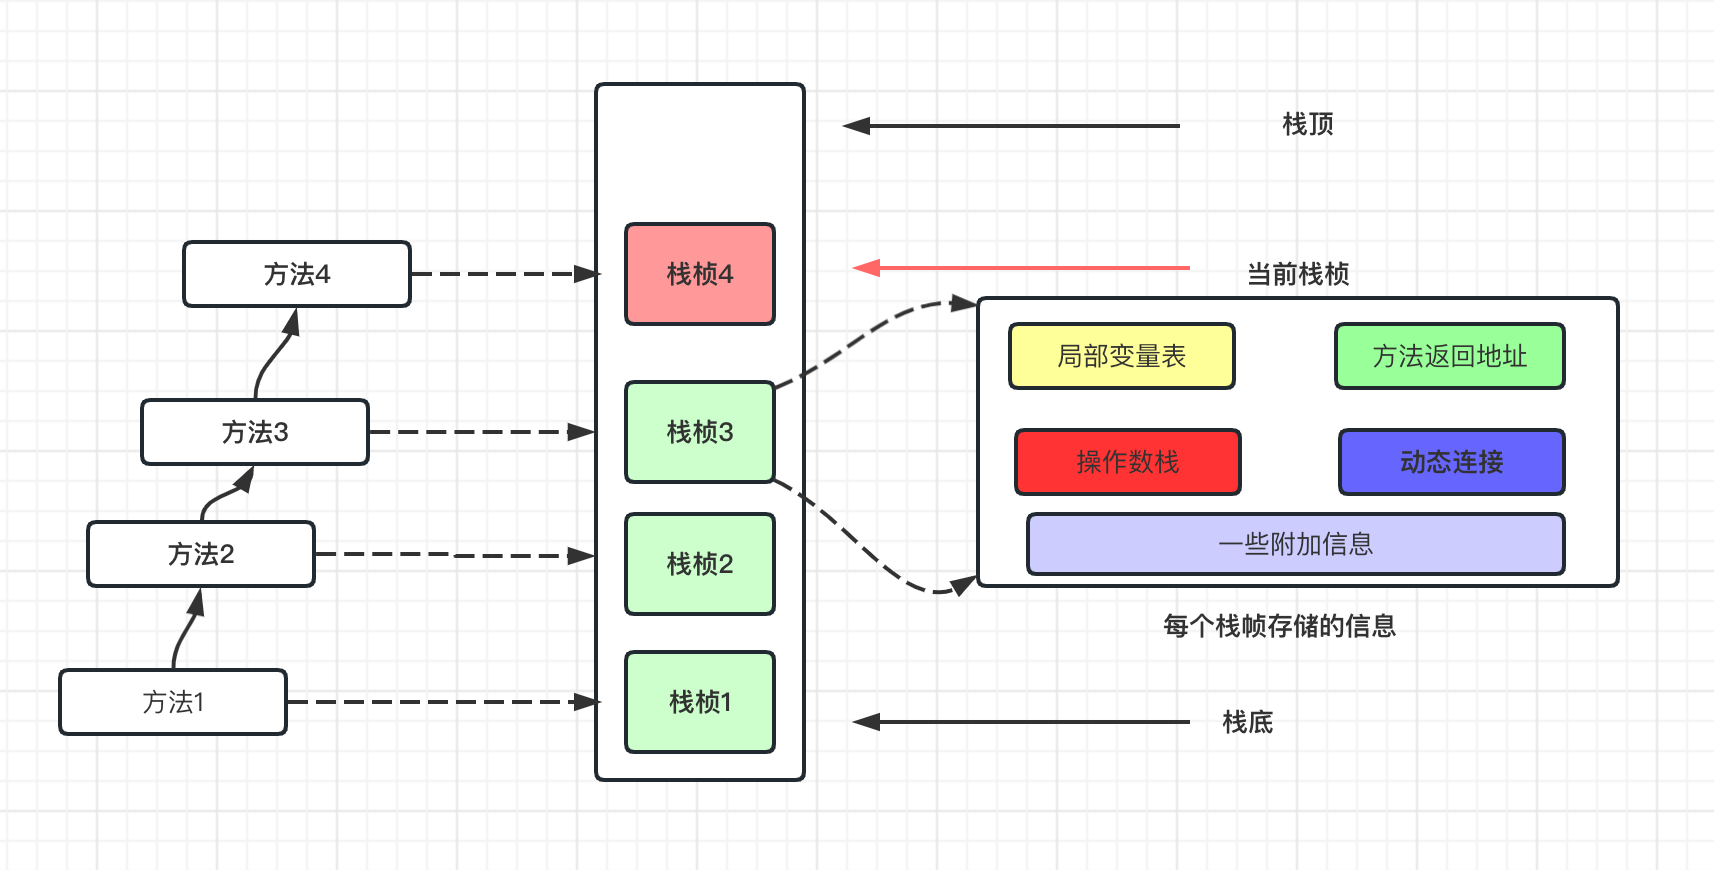 栈顶
方法4
栈桢4
当前栈桢
局部变量表
方法返回地址
方法3
栈桢3
操作数栈
动态连接
方法2
栈桢2
一些附加信息
每个栈帧存储的信息
方法1
栈桢1
栈底